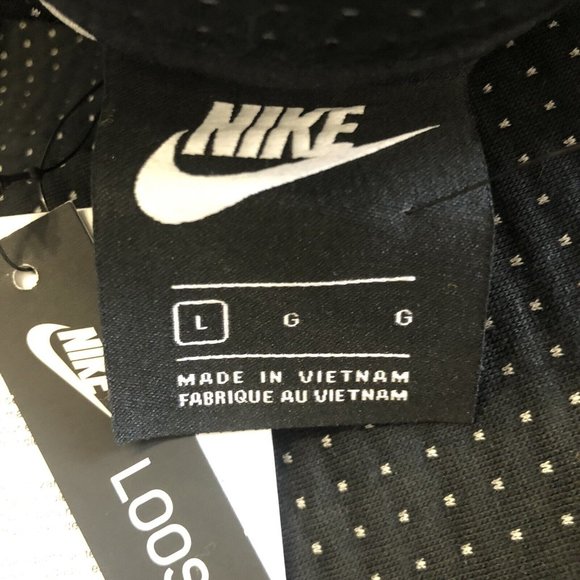 NIKE
L G G
MADE IN VIETNAM
FABRIQUE AU VIETNAM
NIKE
LOOS